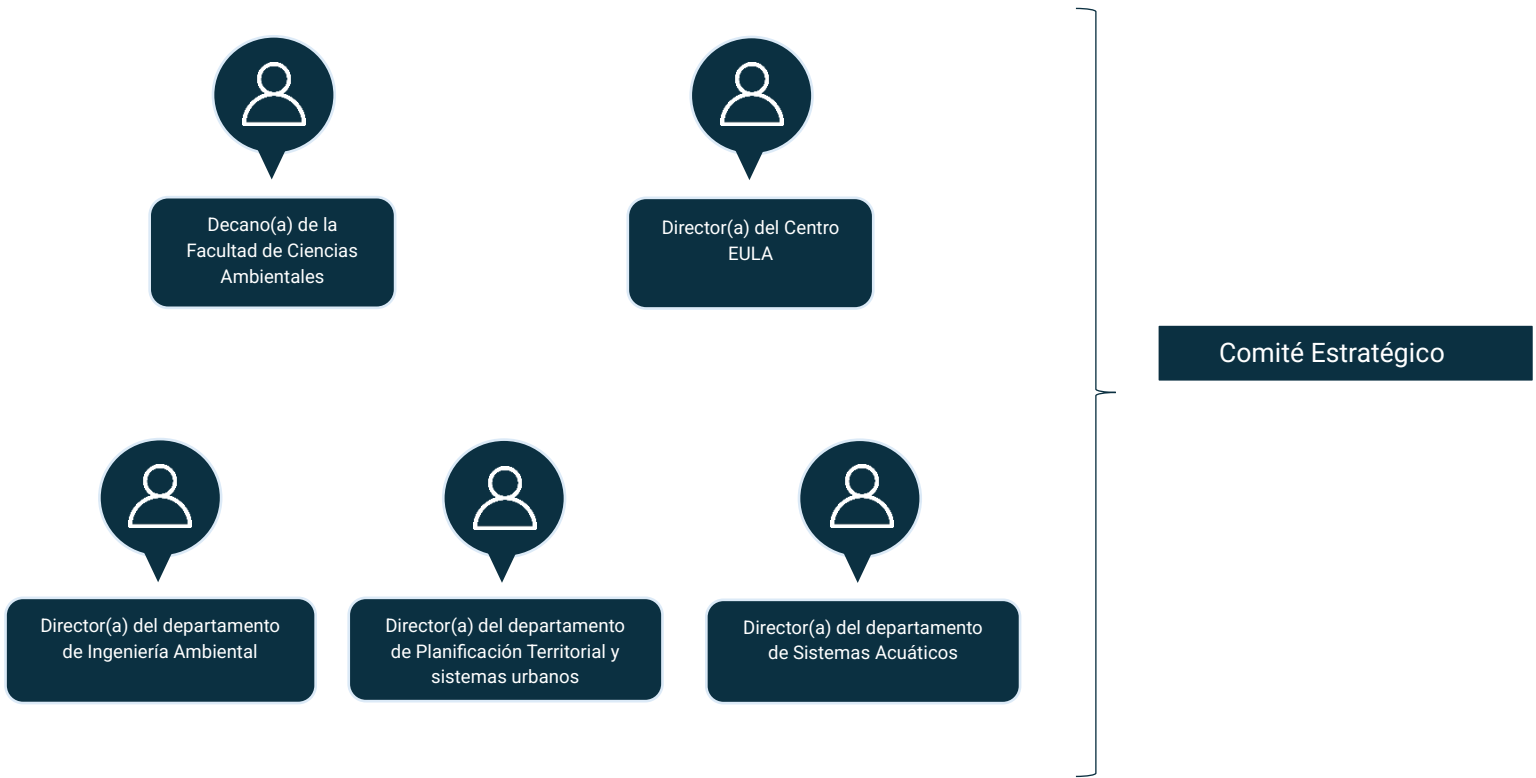 Decano(a) de la
Facultad de Ciencias
Ambientales
Director(a) del Centro
EULA
Comité Estratégico
Director(a) del departamento
de Ingeniería Ambiental
Director(a) del departamento
de Planificación Territorial y
sistemas urbanos
Director(a) del departamento
de Sistemas Acuáticos